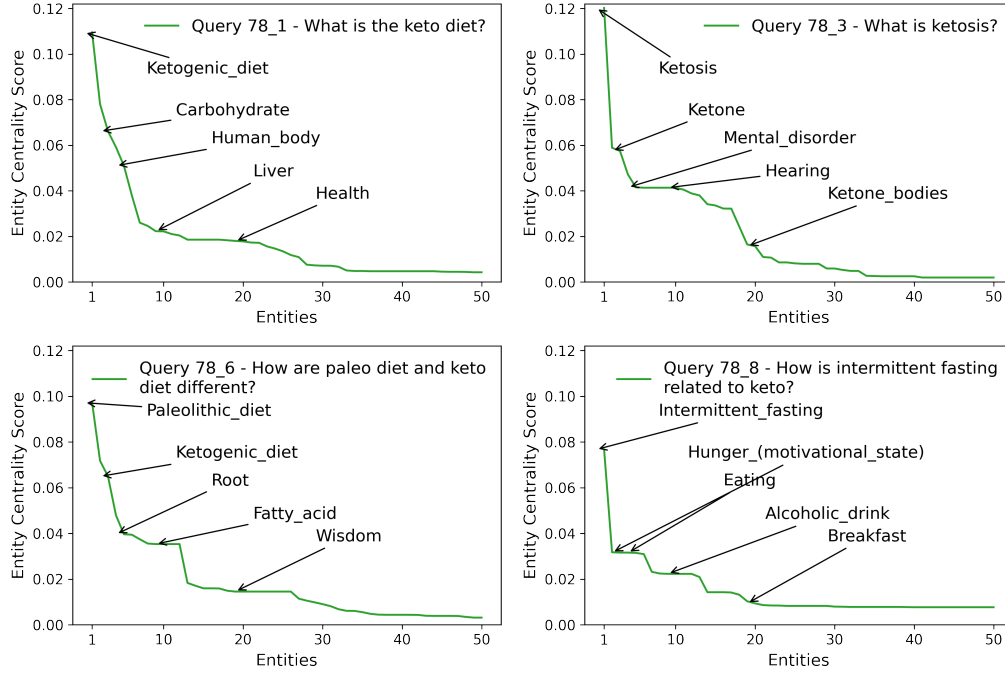 Query 78_1 - What is the keto diet?
Entity Centrality Score
0.12
0.10
0.08
0.06
0.04
0.02
0.00
Ketogenic_diet
Carbohydrate
Human_body
Liver
Health
1 10 20 30 40 50
Entities
Query 78_3 - What is ketosis?
Entity Centrality Score
0.12
0.10
0.08
0.06
0.04
0.02
0.00
Ketosis
Ketone
Mental_disorder
Hearing
Ketone_bodies
1 10 20 30 40 50
Entities
Query 78_6 - How are paleo diet and keto
diet different?
Entity Centrality Score
0.12
0.10
0.08
0.06
0.04
0.02
0.00
Paleolithic_diet
Ketogenic_diet
Root
Fatty_acid
Wisdom
1 10 20 30 40 50
Entities
Query 78_8 - How is intermittent fasting
related to keto?
Entity Centrality Score
0.12
0.10
0.08
0.06
0.04
0.02
0.00
Intermittent_fasting
Hunger_(motivational_state)
Eating
Alcoholic_drink
Breakfast
1 10 20 30 40 50
Entities